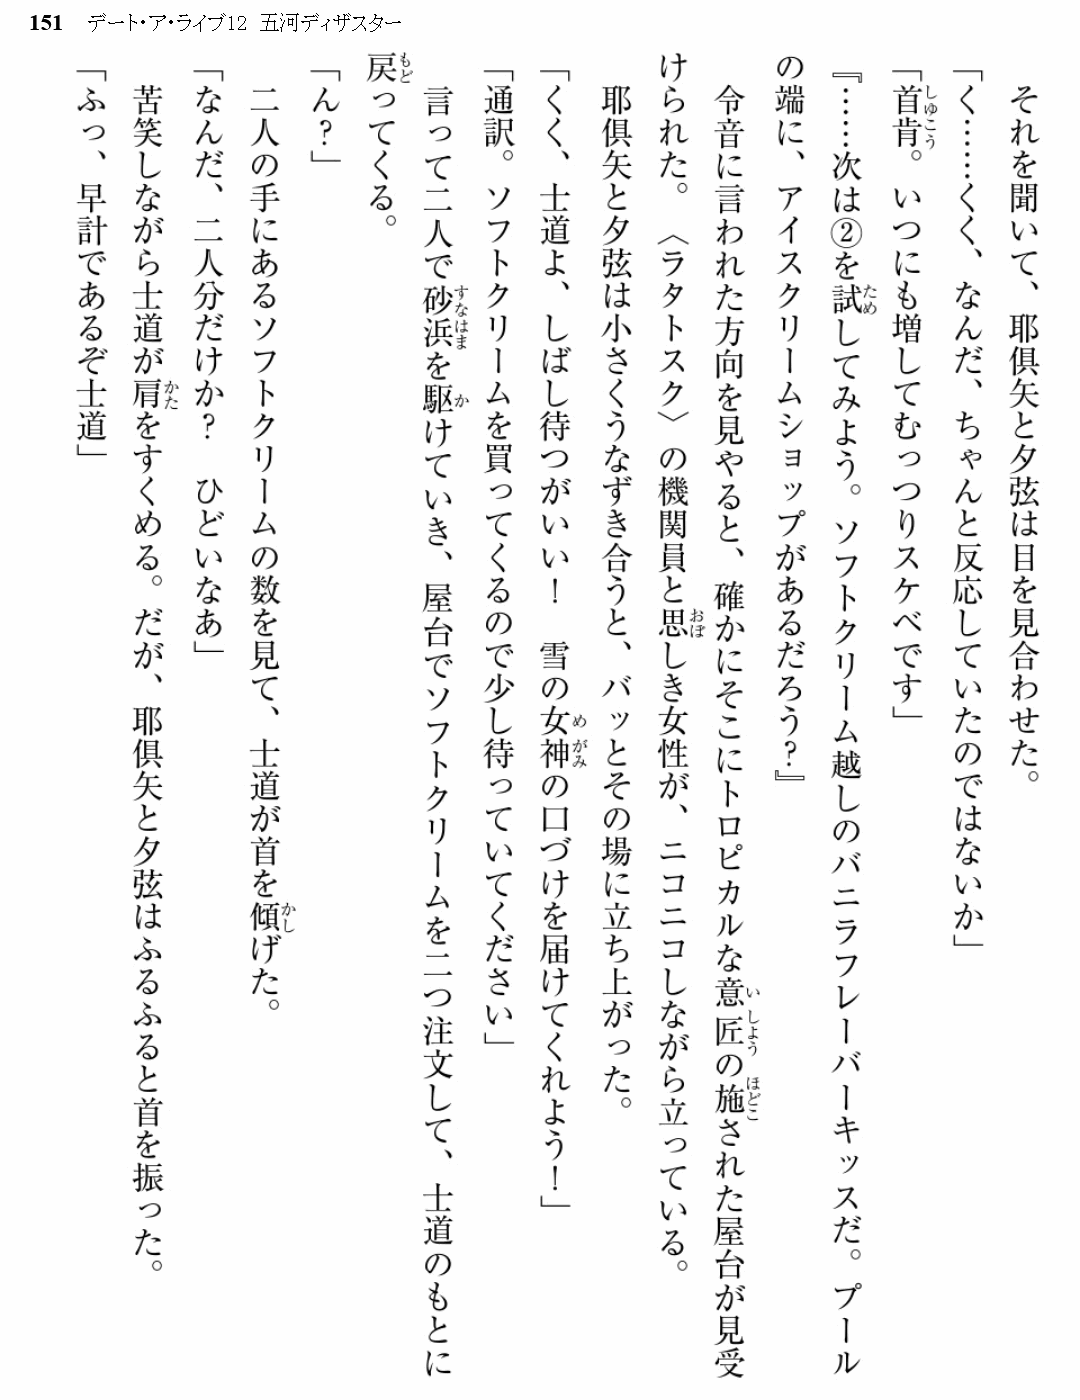 151　デート・ア・ライブ12　五河ディザスター
　それを聞いて、耶倶矢と夕弦は目を見合わせた。
「く……くく、なんだ、ちゃんと反応していたのではないか」
「首肯。いつにも増してむっつりスケベです」
『……次は②を試してみよう。ソフトクリーム越しのバニラフレーバーキッスだ。プール
の端に、アイスクリームショップがあるだろう？』
　令音に言われた方向を見やると、確かにそこにトロピカルな意匠の施された屋台が見受
けられた。〈ラタトスク〉の機関員と思しき女性が、ニコニコしながら立っている。
　耶倶矢と夕弦は小さくうなずき合うと、バッとその場に立ち上がった。
「くく、士道よ、しばし待つがいい！　雪の女神の口づけを届けてくれよう！」
「通訳。ソフトクリームを買ってくるので少し待っていてください」
　言って二人で砂浜を駆けていき、屋台でソフトクリームを二つ注文して、士道のもとに
戻ってくる。
「ん？」
　二人の手にあるソフトクリームの数を見て、士道が首を傾げた。
「なんだ、二人分だけか？　ひどいなあ」
　苦笑しながら士道が肩をすくめる。だが、耶倶矢と夕弦はふるふると首を振った。
「ふっ、早計であるぞ士道」